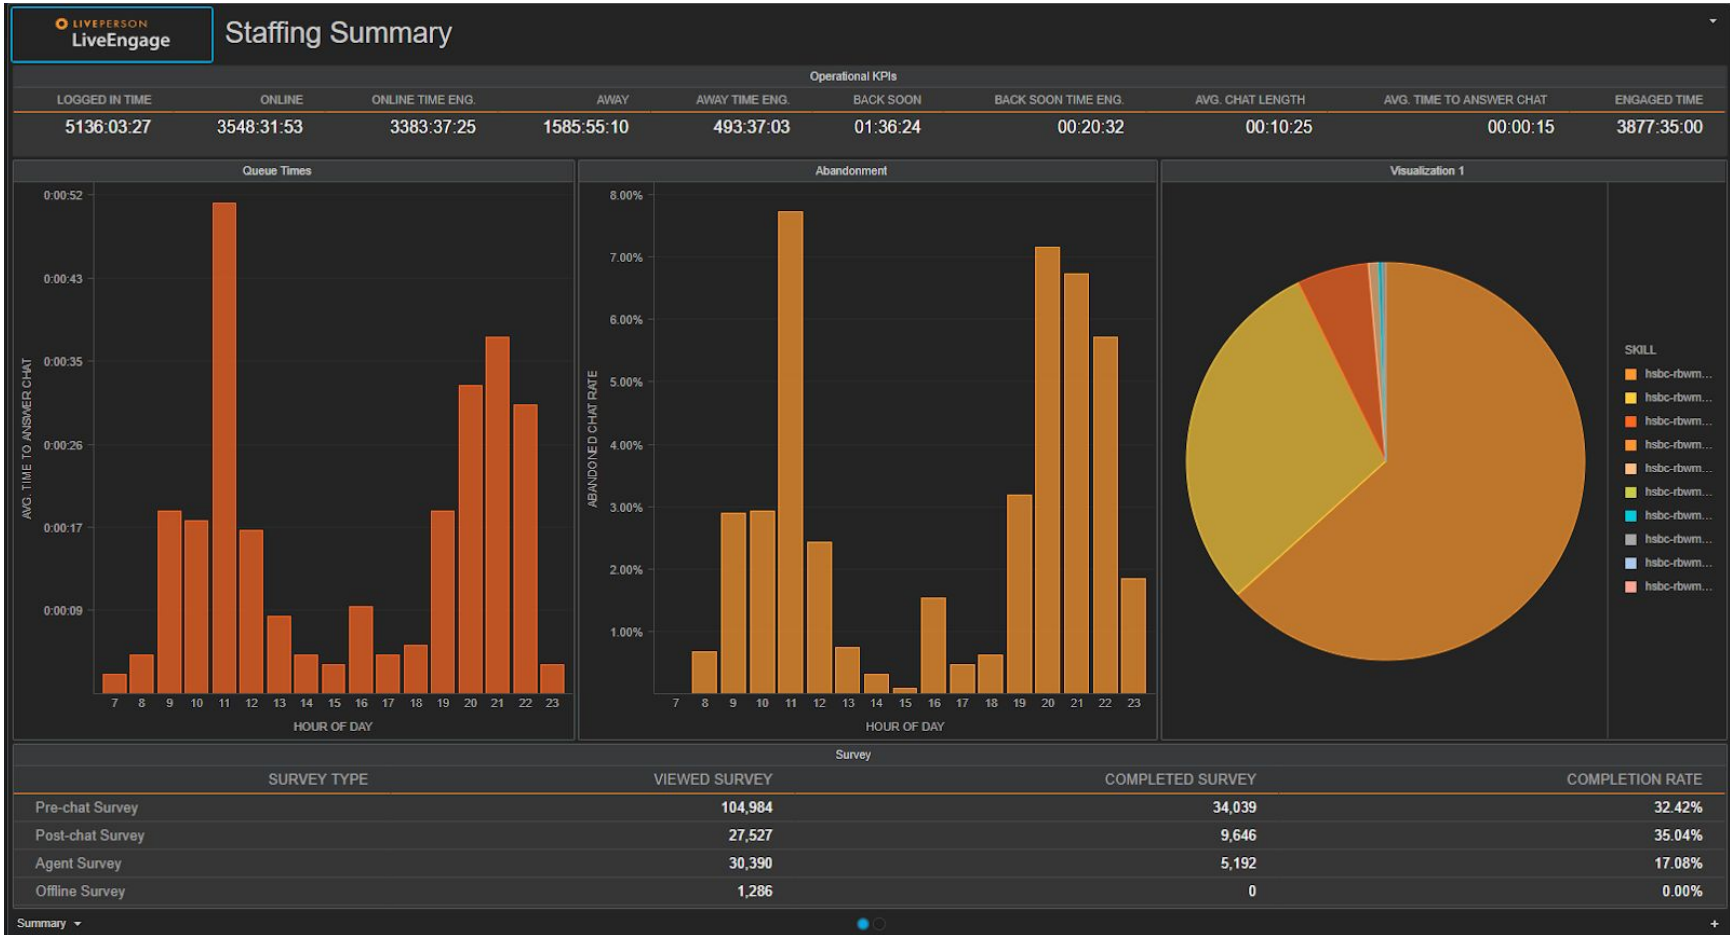 LIVEPERSON
LiveEngage
Staffing Summary
Operational KPIs
LOGGED IN TIME ONLINE ONLINE TIME ENG. AWAY AWAY TIME ENG. BACK SOON BACK SOON TIME ENG. AVG. CHAT LENGTH AVG. TIME TO ANSWER CHAT ENGAGED TIME
5136:03:27 3548:31:53 3383:37:25 1585:55:10 493:37:03 01:36:24 00:20:32 00:10:25 00:00:15 3877:35:00
Queue Times
AVG. TIME TO ANSWER CHAT
0:00:52
0:00:43
0:00:35
0:00:26
0:00:17
0:00:09
7 8 9 10 11 12 13 14 15 16 17 18 19 20 21 22 23
HOUR OF DAY
Abandonment
ABANDONED CHAT RATE
8.00%
7.00%
6.00%
5.00%
4.00%
3.00%
2.00%
1.00%
7 8 9 10 11 12 13 14 15 16 17 18 19 20 21 22 23
HOUR OF DAY
Visualization 1
SKILL
hsbc-rbwm...
hsbc-rbwm...
hsbc-rbwm...
hsbc-rbwm...
hsbc-rbwm...
hsbc-rbwm...
hsbc-rbwm...
hsbc-rbwm...
hsbc-rbwm...
hsbc-rbwm...
Survey
SURVEY TYPE VIEWED SURVEY COMPLETED SURVEY COMPLETION RATE
Pre-chat Survey 104,984 34,039 32.42%
Post-chat Survey 27,527 9,646 35.04%
Agent Survey 30,390 5,192 17.08%
Offline Survey 1,286 0 0.00%
Summary
+